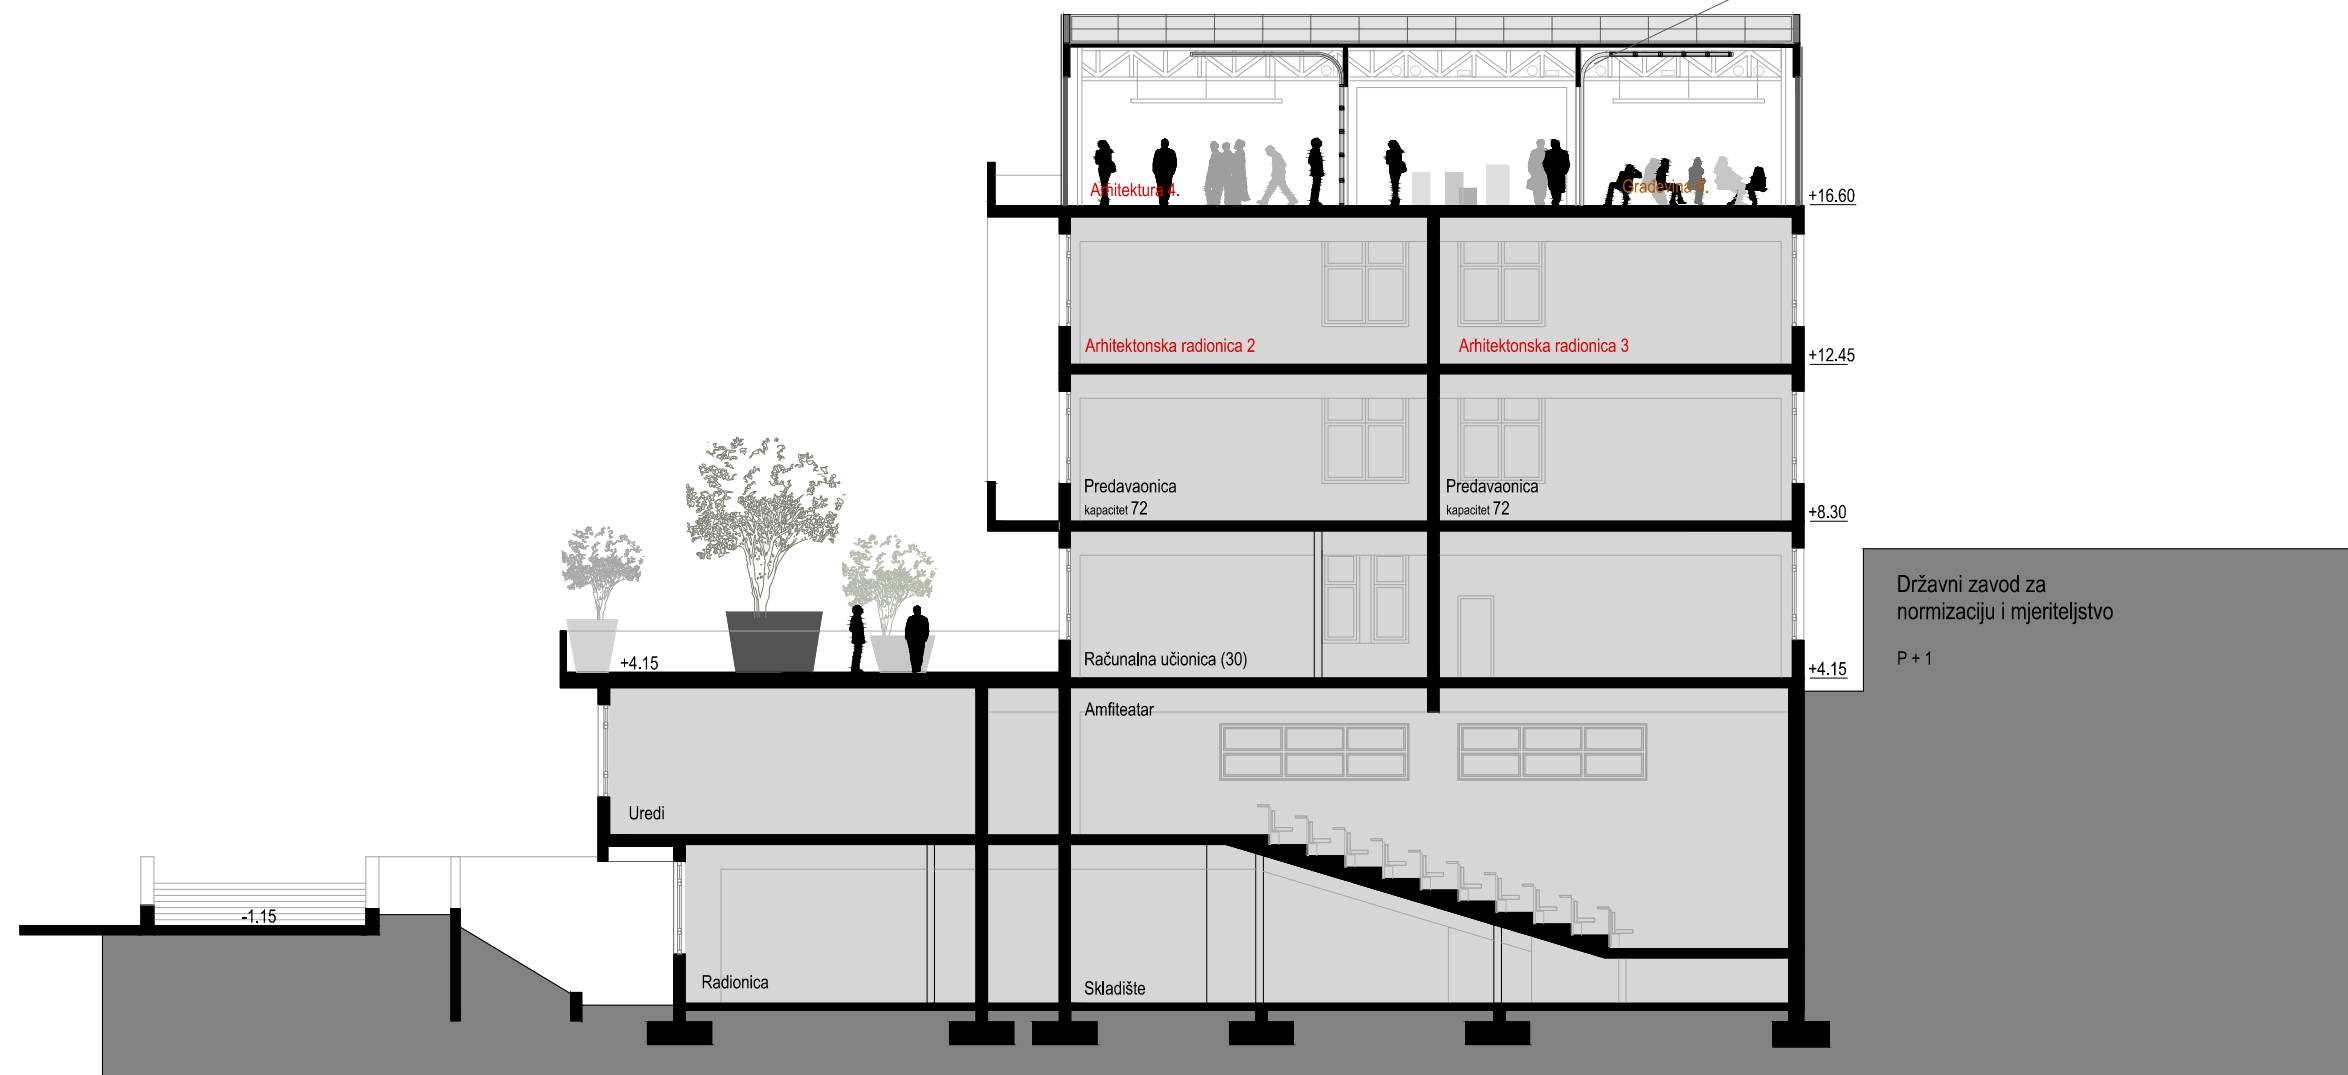 Arhitektura 4.
Građevina 5.
+16.60
Arhitektonska radionica 2
Arhitektonska radionica 3
+12.45
Predavaonica
kapacitet 72
Predavaonica
kapacitet 72
+8.30
Državni zavod za
normizaciju i mjeriteljstvo
P + 1
+4.15
Računalna učionica (30)
+4.15
Amfiteatar
Uredi
-1.15
Radionica
Skladište